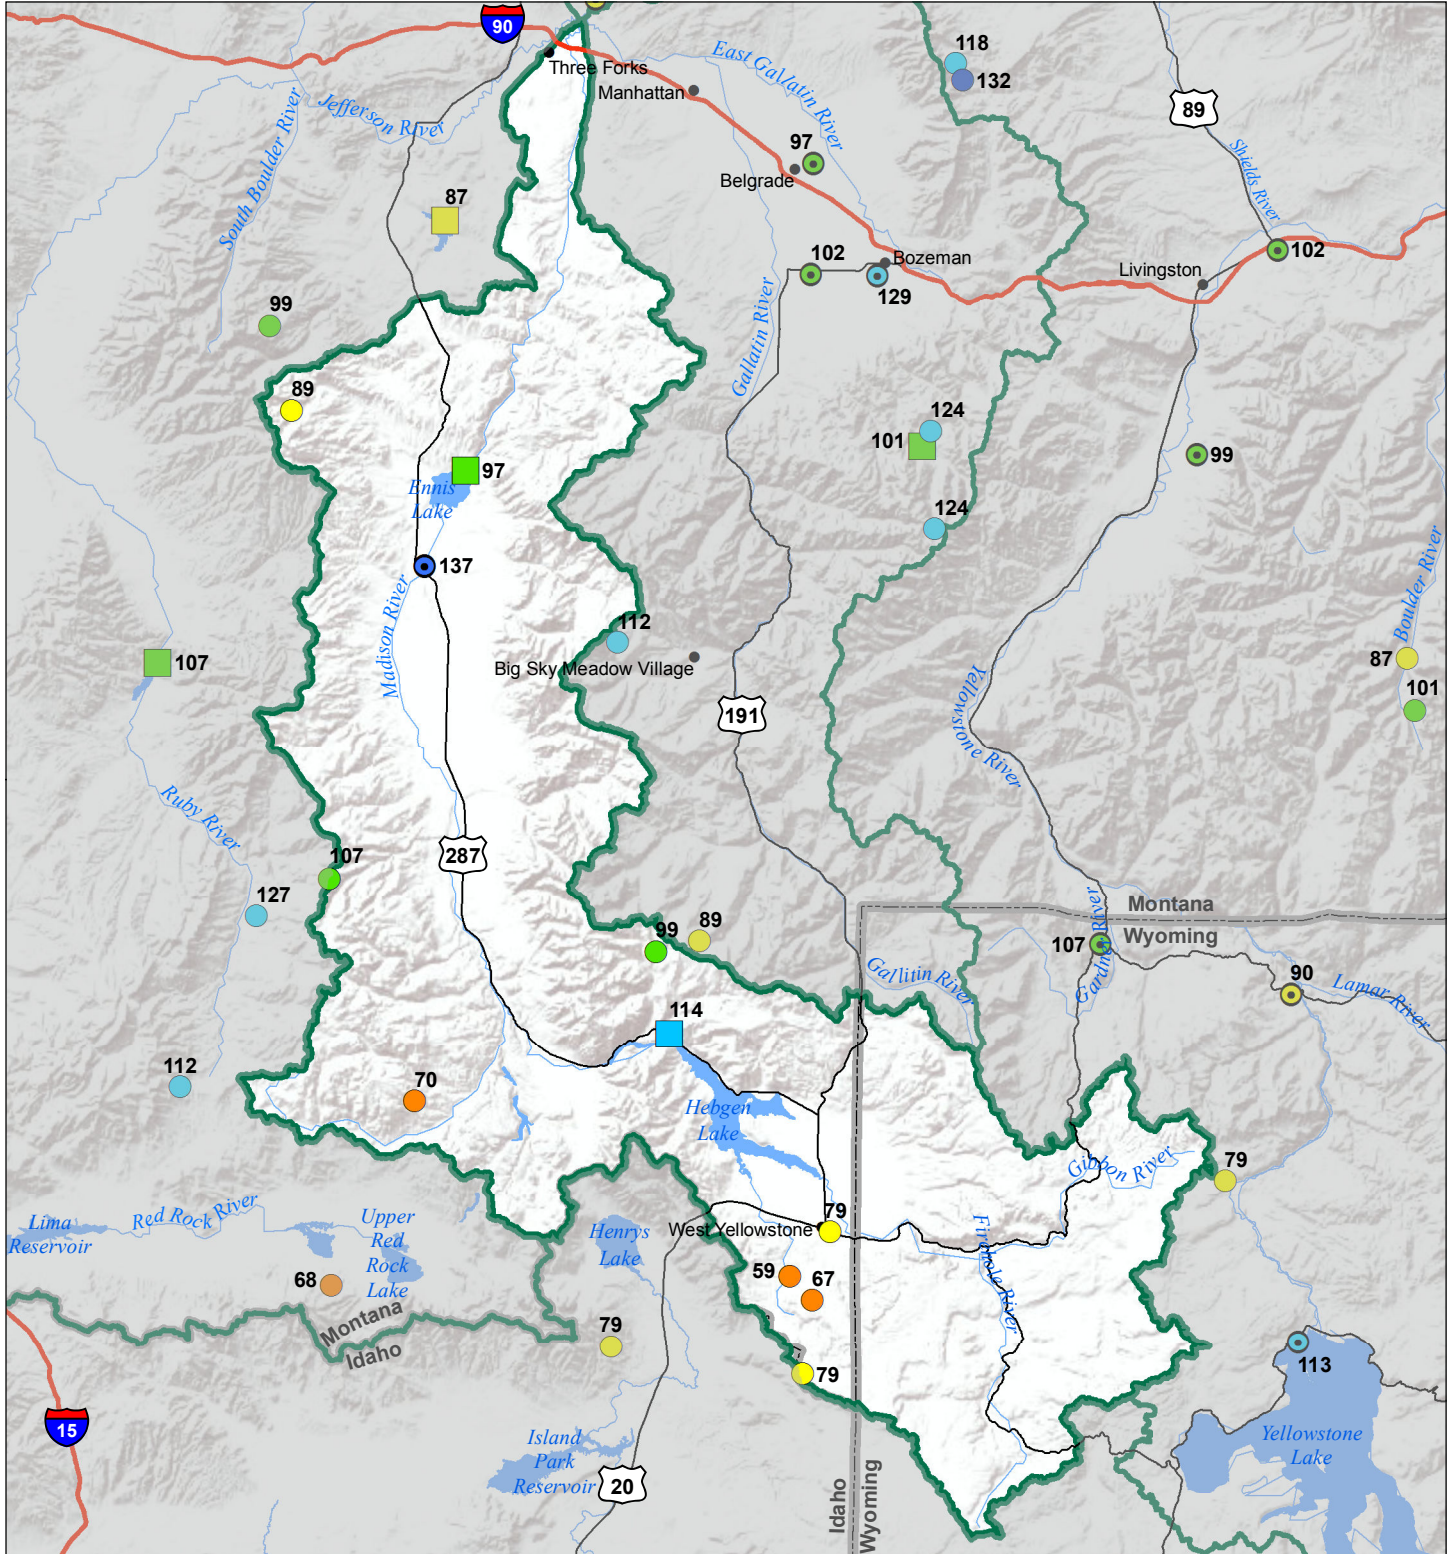 90
Three Forks
Manhattan
East Gallatin River
118
132
89
Jefferson River
South Boulder River
97
Belgrade
Shields River
87
102
Bozeman
129
Livingston
102
99
Gallatin River
89
124
101
97
Ennis
Lake
99
124
137
Madison River
Boulder River
112
Big Sky Meadow Village
107
87
101
191
Yellowstone River
Ruby River
287
107
127
99
89
Montana
Wyoming
107
Gardner River
Gallitin River
90
Lamar River
114
112
70
Hebgen
Lake
Gibbon River
79
79
West Yellowstone
Firehole River
Lima
Reservoir
Red Rock River
Upper
Red
Rock
Lake
Henrys
Lake
68
59
67
Montana
Idaho
79
79
113
15
Island
Park
Reservoir
20
Yellowstone
Lake
Idaho
Wyoming